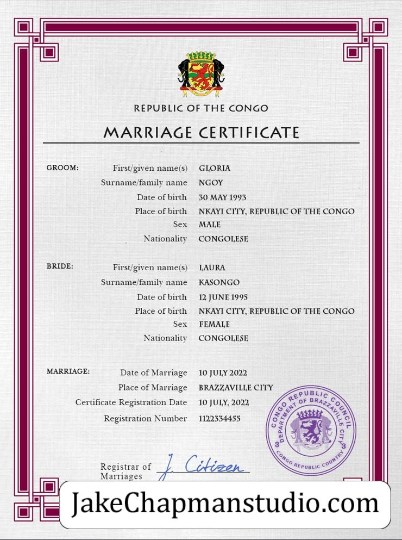 REPUBLIC OF THE CONGO
MARRIAGE CERTIFICATE
GROOM: First/given name(s) GLORIA
Surname/family name NGOY
Date of birth 30 MAY 1993
Place of birth NKAYI CITY, REPUBLIC OF THE CONGO
Sex MALE
Nationality CONGOLESE
BRIDE: First/given name(s) LAURA
Surname/family name KASONGO
Date of birth 12 JUNE 1995
Place of birth NKAYI CITY, REPUBLIC OF THE CONGO
Sex FEMALE
Nationality CONGOLESE
MARRIAGE: Date of Marriage 10 JULY 2022
Place of Marriage BRAZZAVILLE CITY
Certificate Registration Date 10 JULY, 2022
Registration Number 1122334455
CONGO REPUBLIC COUNCIL
DEPARTMENT OF BRAZZAVILLE CITY
CONGO REPUBLIC COUNTRY
Registrar of J. Citizen
Marriages
JakeChapmanstudio.com